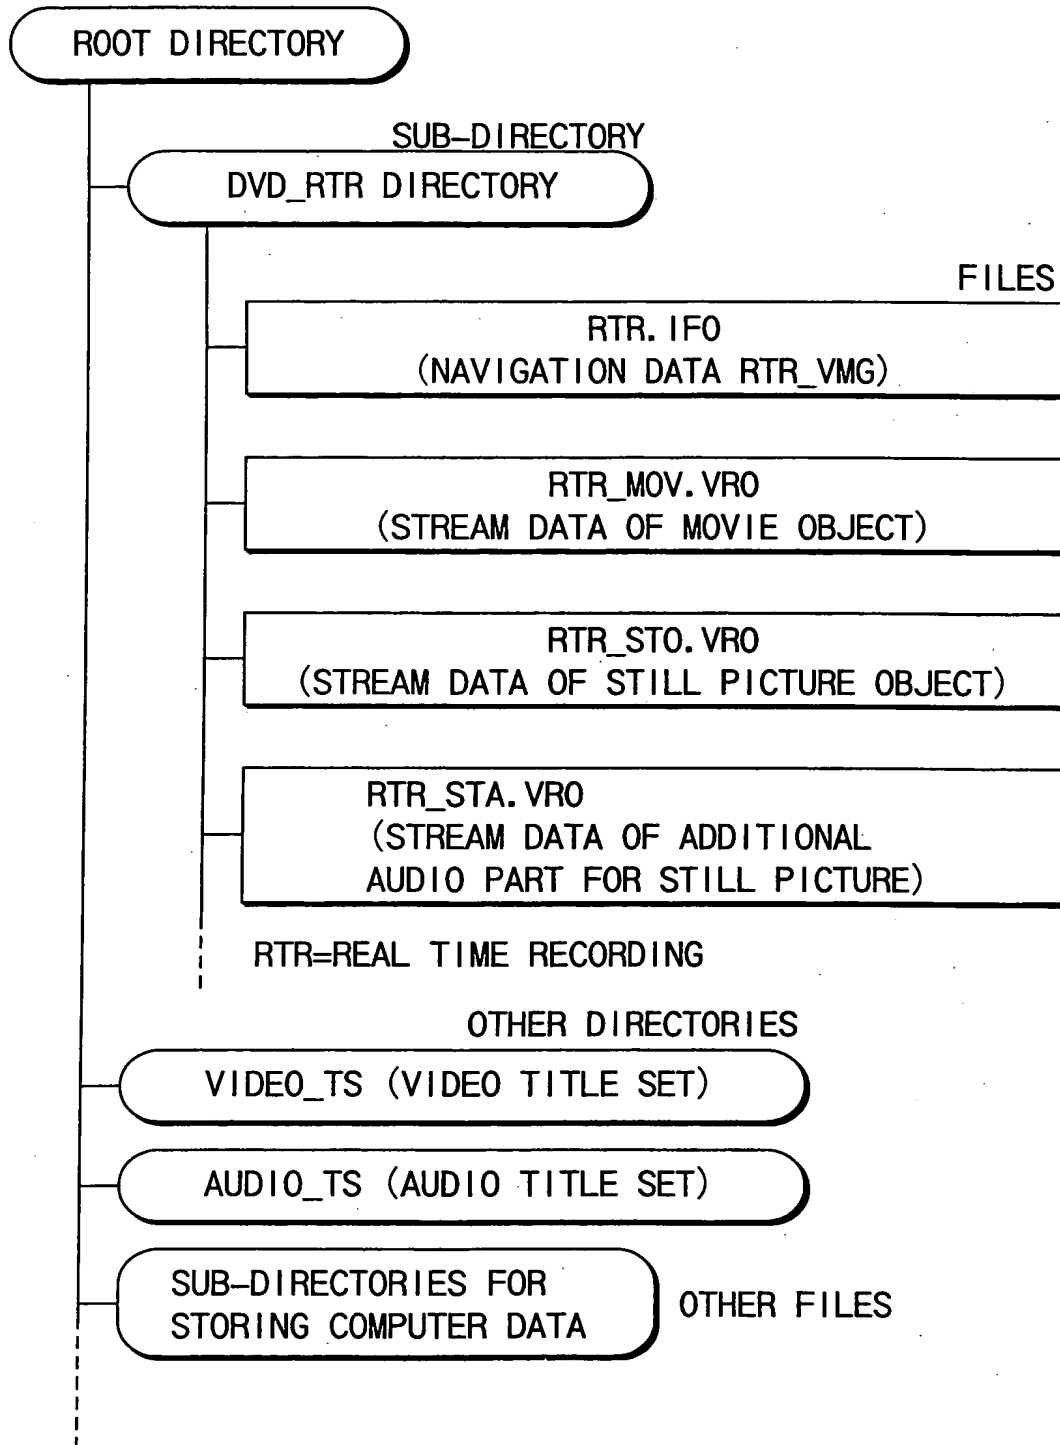 ROOT DIRECTORY
SUB-DIRECTORY
DVD_RTR DIRECTORY
FILES
RTR.IFO
(NAVIGATION DATA RTR_VMG)
RTR_MOV.VRO
(STREAM DATA OF MOVIE OBJECT)
RTR_STO.VRO
(STREAM DATA OF STILL PICTURE OBJECT)
RTR_STA.VRO
(STREAM DATA OF ADDITIONAL
AUDIO PART FOR STILL PICTURE)
RTR=REAL TIME RECORDING
OTHER DIRECTORIES
VIDEO_TS (VIDEO TITLE SET)
AUDIO_TS (AUDIO TITLE SET)
SUB-DIRECTORIES FOR
STORING COMPUTER DATA
OTHER FILES